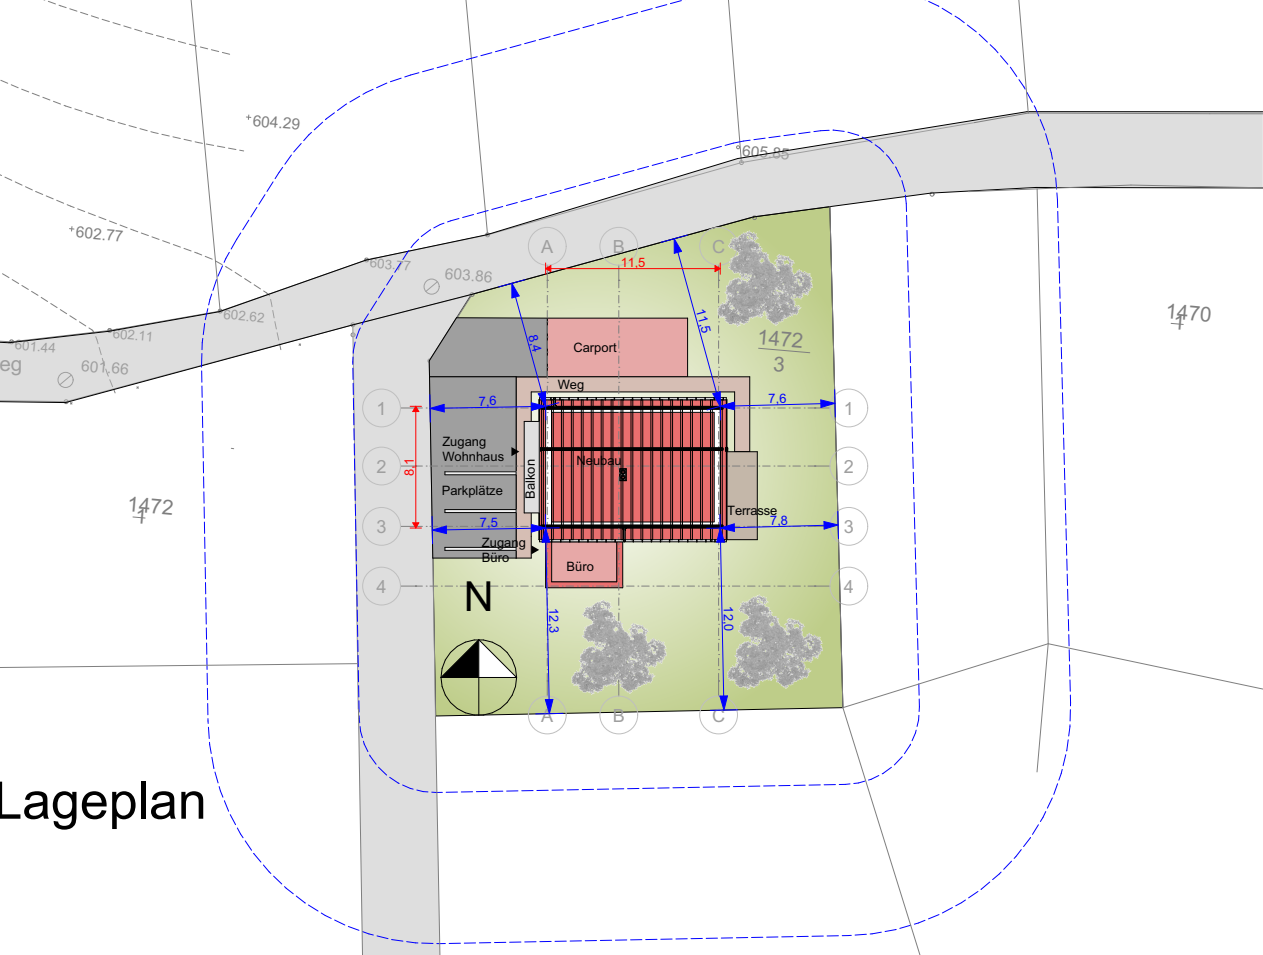 +604.29
605.85
+602.77
603.77
603.86
602.62
602.11
601.44
601.66
eg
A
B
C
11,5
8,4
11,5
1472
3
1470
4
Carport
Weg
1
7,6
7,6
1
8,1
Zugang
Wohnhaus
2
Neubau
2
Balkon
Parkplätze
1472
4
Terrasse
3
7,5
7,8
3
Zugang
Büro
Büro
4
4
N
12,3
12,0
A
B
C
Lageplan